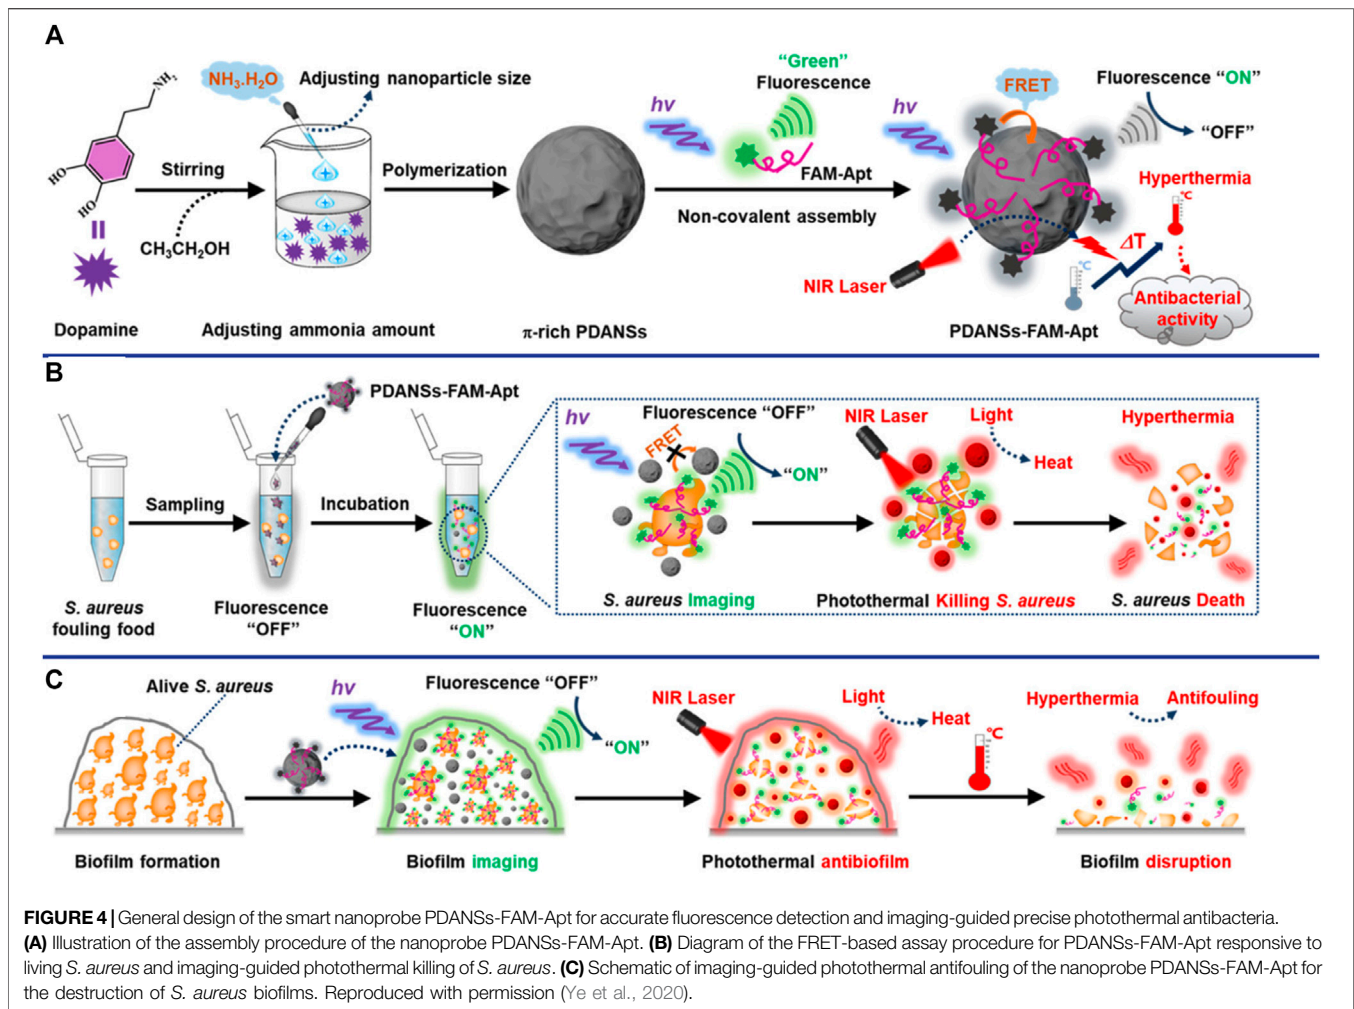 A
NH₃.H₂O
Adjusting nanoparticle size
"Green"
Fluorescence
hv
FAM-Apt
hv
FRET
Fluorescence "ON"
"OFF"
NH₂
HO
HO
Stirring
CH₃CH₂OH
Polymerization
Non-covalent assembly
Hyperthermia
°C
ΔT
°C
NIR Laser
Antibacterial
activity
Dopamine
Adjusting ammonia amount
π-rich PDANSs
PDANSs-FAM-Apt
B
PDANSs-FAM-Apt
Sampling
Incubation
S. aureus
fouling food
Fluorescence
"OFF"
Fluorescence
"ON"
hv
Fluorescence "OFF"
FRET
"ON"
S. aureus Imaging
NIR Laser
Light
Heat
Photothermal Killing S. aureus
Hyperthermia
S. aureus Death
C
Alive S. aureus
hv
Fluorescence "OFF"
"ON"
NIR Laser
Light
Heat
°C
Hyperthermia
Antifouling
Biofilm formation
Biofilm imaging
Photothermal antibiofilm
Biofilm disruption
FIGURE 4 | General design of the smart nanoprobe PDANSs-FAM-Apt for accurate fluorescence detection and imaging-guided precise photothermal antibacteria.
(A) Illustration of the assembly procedure of the nanoprobe PDANSs-FAM-Apt. (B) Diagram of the FRET-based assay procedure for PDANSs-FAM-Apt responsive to
living S. aureus and imaging-guided photothermal killing of S. aureus. (C) Schematic of imaging-guided photothermal antifouling of the nanoprobe PDANSs-FAM-Apt for
the destruction of S. aureus biofilms. Reproduced with permission (Ye et al., 2020).